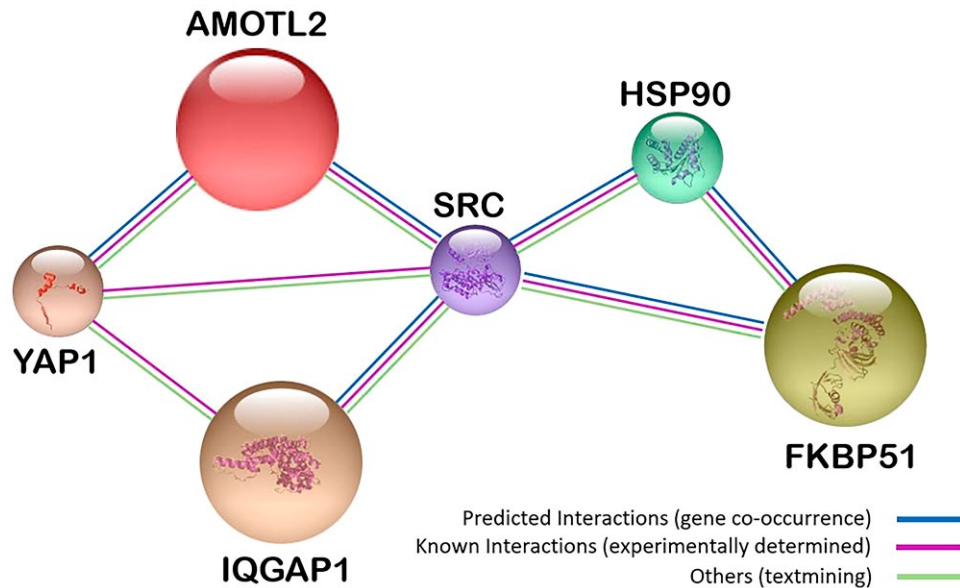 AMOTL2
HSP90
SRC
YAP1
FKBP51
IQGAP1
Predicted Interactions (gene co-occurrence)
Known Interactions (experimentally determined)
Others (textmining)